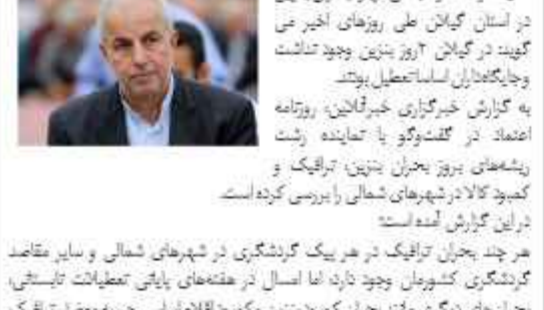 در استان گیلان طی روزهای اخیر می
گوید: در گیلان ۲روز بنزین وجود نداشت
وجایگاه‌داران اساسا تعطیل بودند.
به گزارش خبرگزاری خبرآنلاین، روزنامه
اعتماد در گفت‌وگو با نماینده رشت
ریشه‌های بروز بحران بنزین، ترافیک و
کمبود کالا در شهرهای شمالی را بررسی کرده است.
در این گزارش آمده است:
هر چند بحران ترافیک در هر پیک گردشگری در شهرهای شمالی و سایر مقاصد
گردشگری کشورمان وجود دارد، اما امسال در هفته‌های پایانی تعطیلات تابستانی،